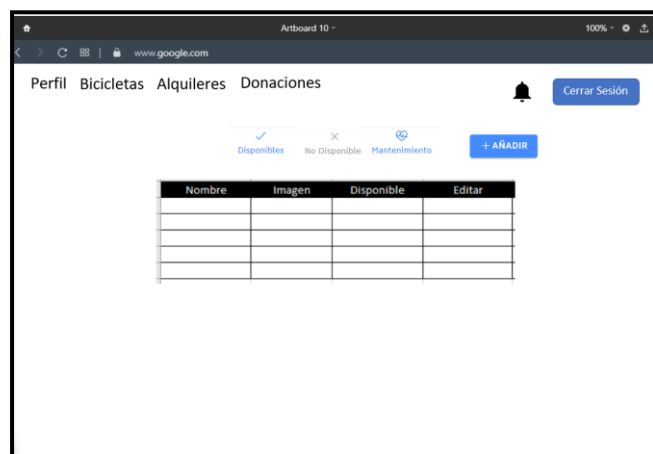 Artboard 10
100%
www.google.com
Perfil Bicicletas Alquileres Donaciones
Cerrar Sesión
Disponibles No Disponible Mantenimiento
+ AÑADIR
Nombre Imagen Disponible Editar